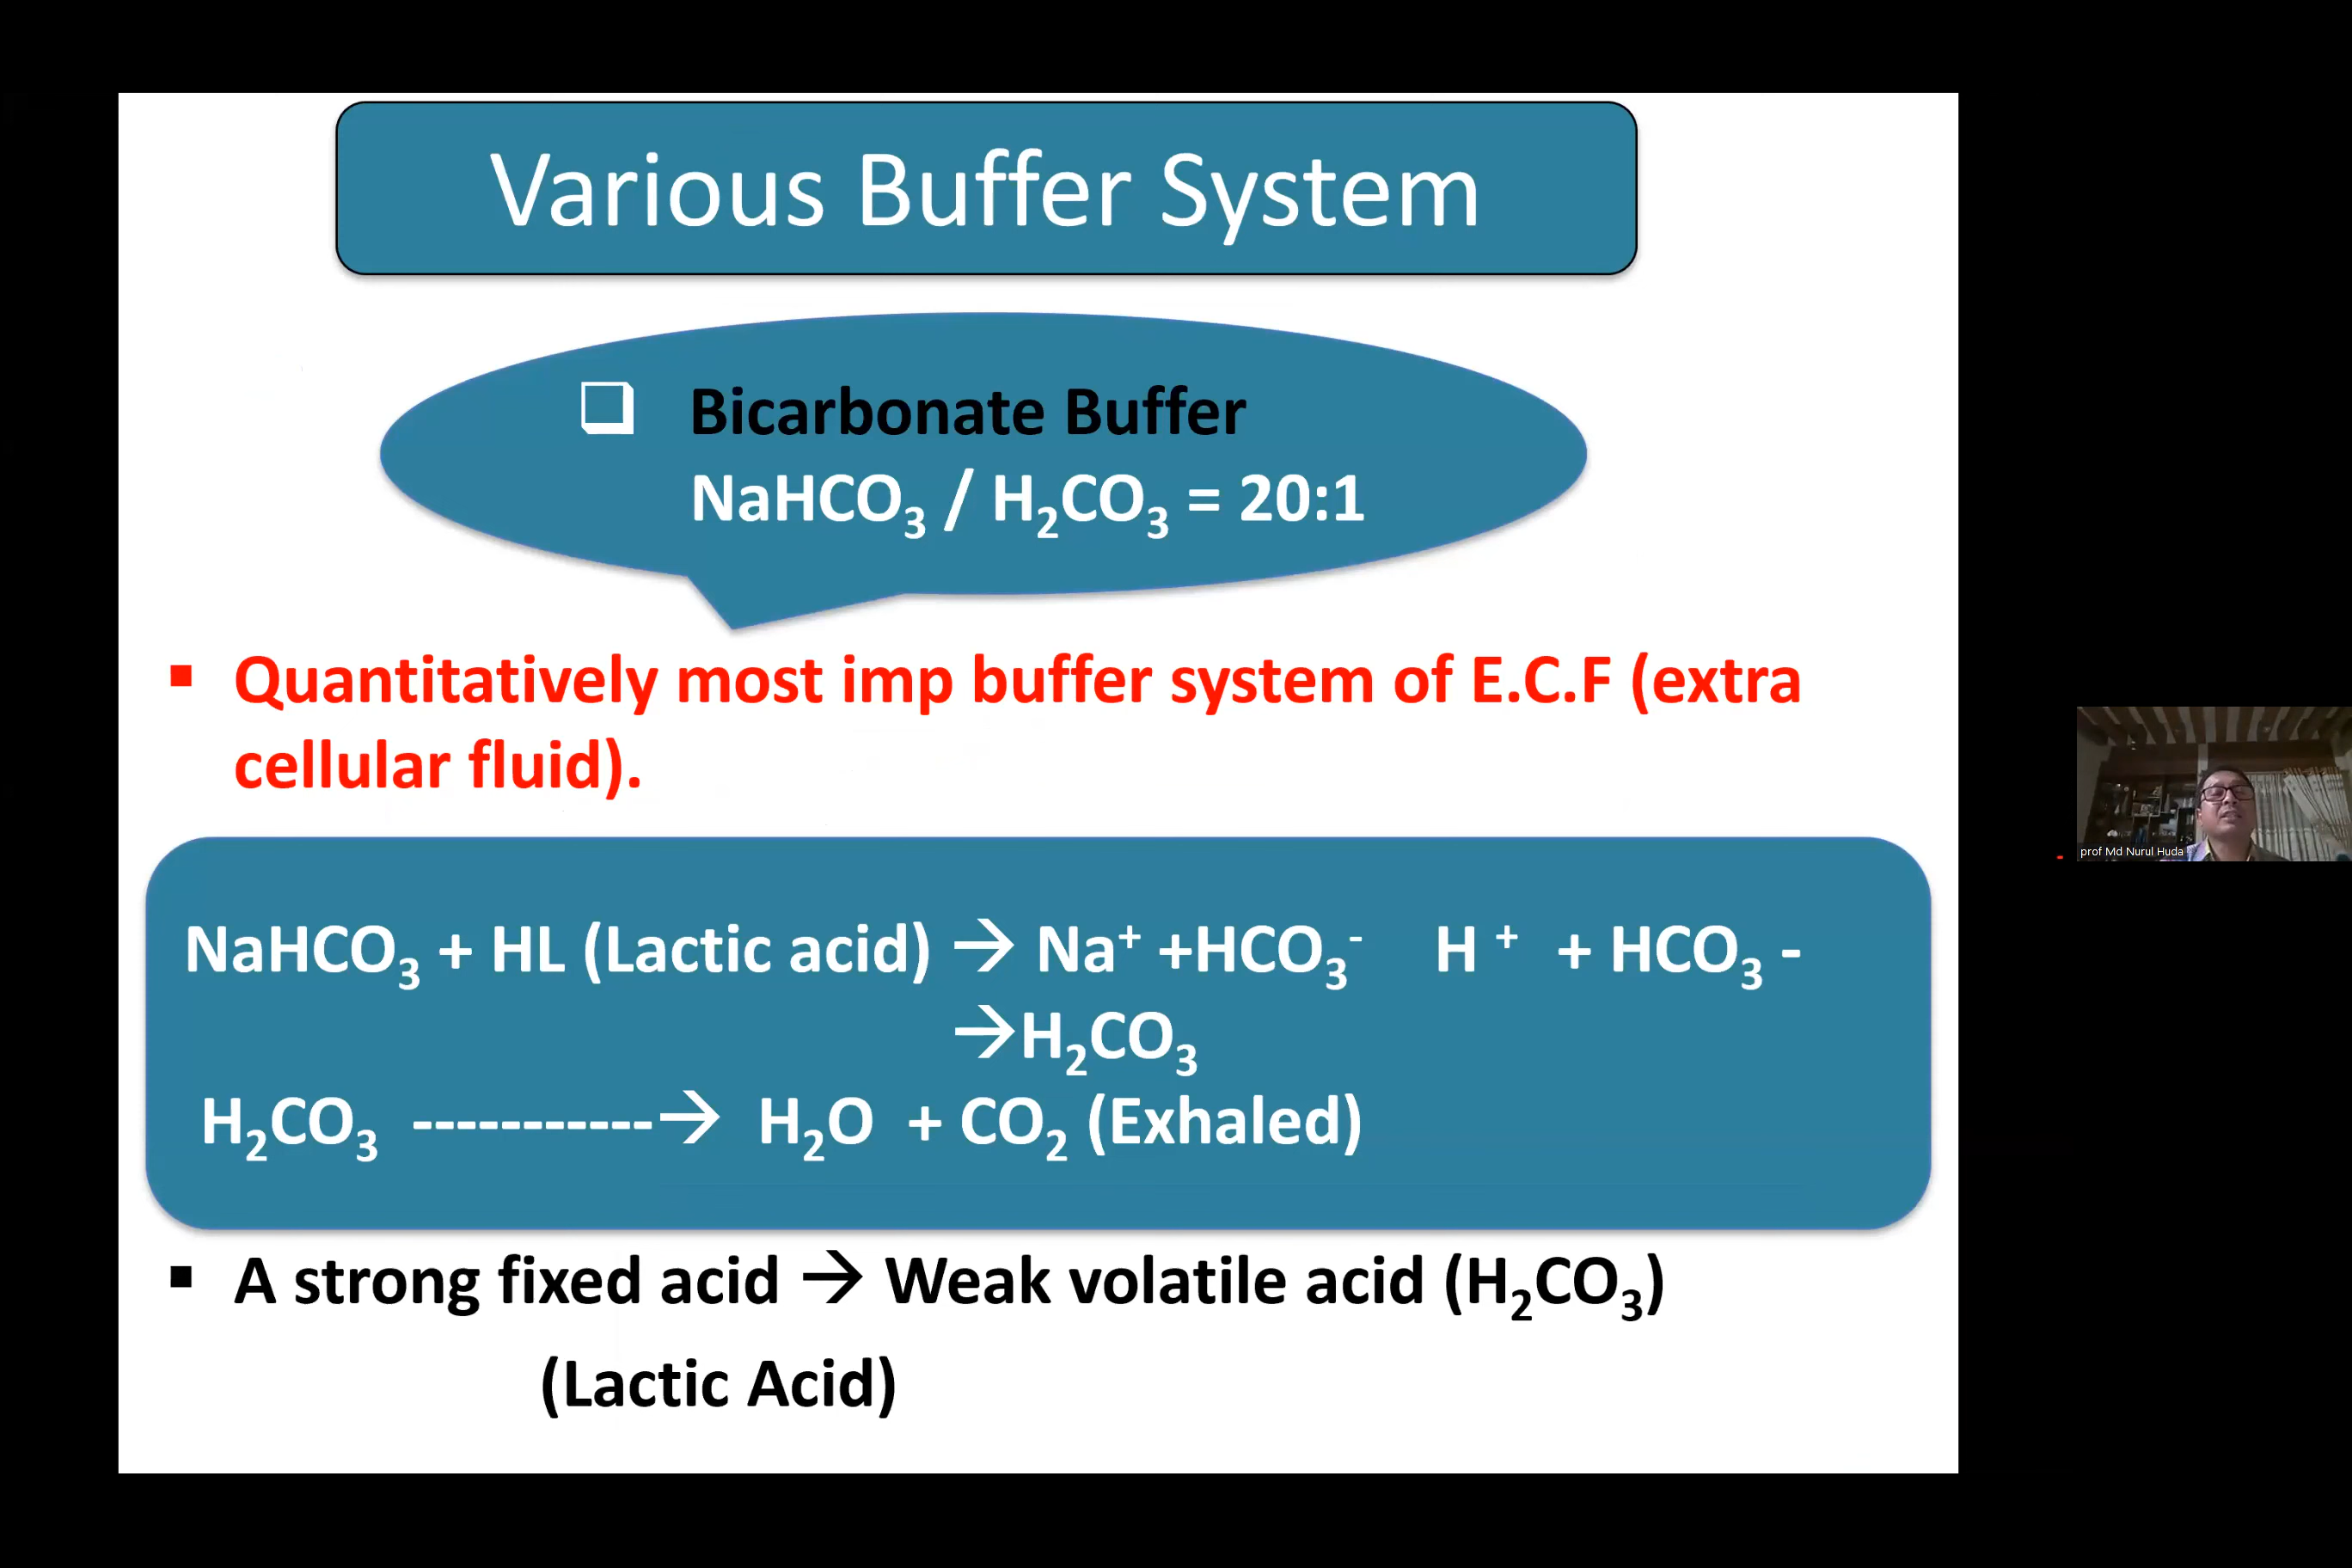 Various Buffer System
Bicarbonate Buffer
NaHCO₃ / H₂CO₃ = 20:1
Quantitatively most imp buffer system of E.C.F (extra
cellular fluid).
NaHCO₃ + HL (Lactic acid) → Na⁺ +HCO₃⁻ H ⁺ + HCO₃ -
→H₂CO₃
H₂CO₃ -----------→ H₂O + CO₂ (Exhaled)
A strong fixed acid → Weak volatile acid (H₂CO₃)
(Lactic Acid)
prof Md Nurul Huda